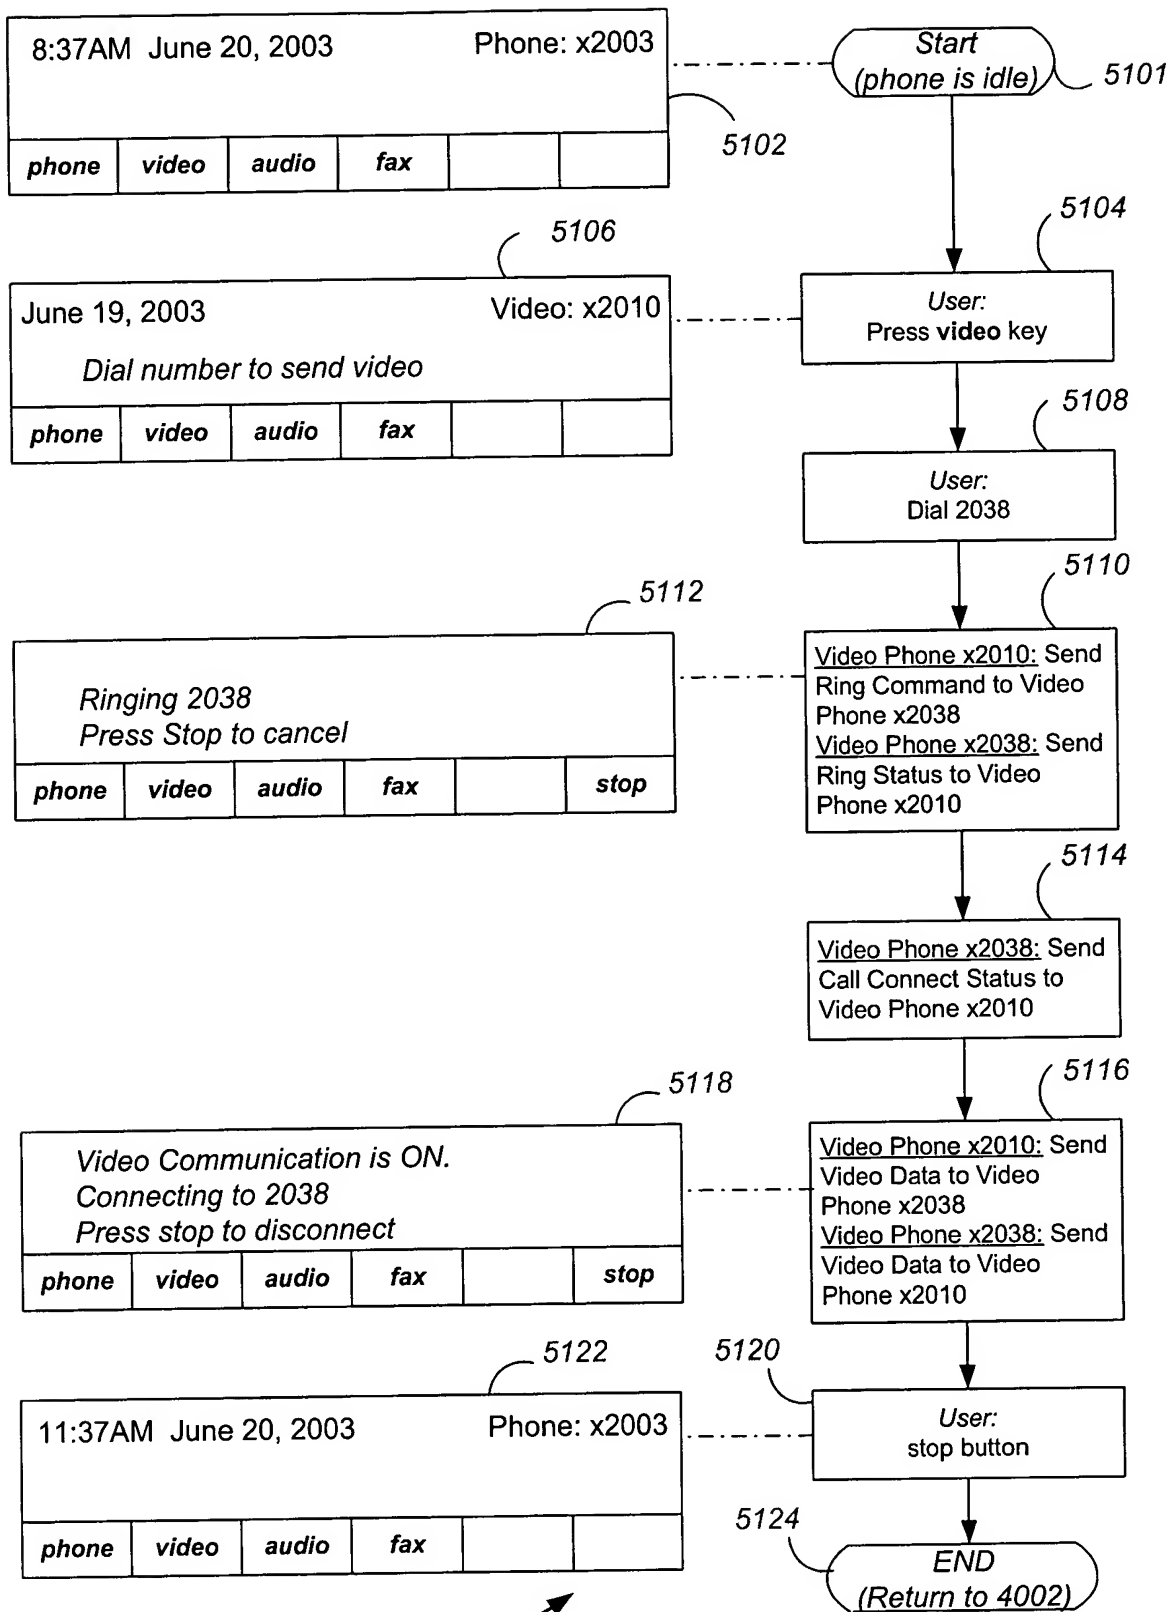 8:37AM June 20, 2003 Phone: x2003
phone video audio fax
5102
Start
(phone is idle)
5101
5106
June 19, 2003 Video: x2010
Dial number to send video
phone video audio fax
5104
User:
Press video key
5108
User:
Dial 2038
5112
Ringing 2038
Press Stop to cancel
phone video audio fax stop
5110
Video Phone x2010: Send
Ring Command to Video
Phone x2038
Video Phone x2038: Send
Ring Status to Video
Phone x2010
5114
Video Phone x2038: Send
Call Connect Status to
Video Phone x2010
5118
Video Communication is ON.
Connecting to 2038
Press stop to disconnect
phone video audio fax stop
5116
Video Phone x2010: Send
Video Data to Video
Phone x2038
Video Phone x2038: Send
Video Data to Video
Phone x2010
5122
11:37AM June 20, 2003 Phone: x2003
phone video audio fax
5120
User:
stop button
5124
END
(Return to 4002)